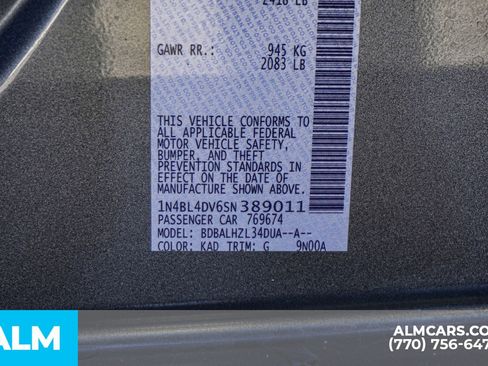 2418 LB
GAWR RR.: 945 KG
2083 LB
THIS VEHICLE CONFORMS TO
ALL APPLICABLE FEDERAL
MOTOR VEHICLE SAFETY,
BUMPER, AND THEFT
PREVENTION STANDARDS
IN EFFECT ON THE DATE OF
MANUFACTURE SHOWN ABOVE.
1N4BL4DV6SN389011
PASSENGER CAR 769674
MODEL: BDBALHZL34DUA--A--
COLOR: KAD TRIM: G 9N00A
ALM
ALMCARS.CO
(770) 756-647